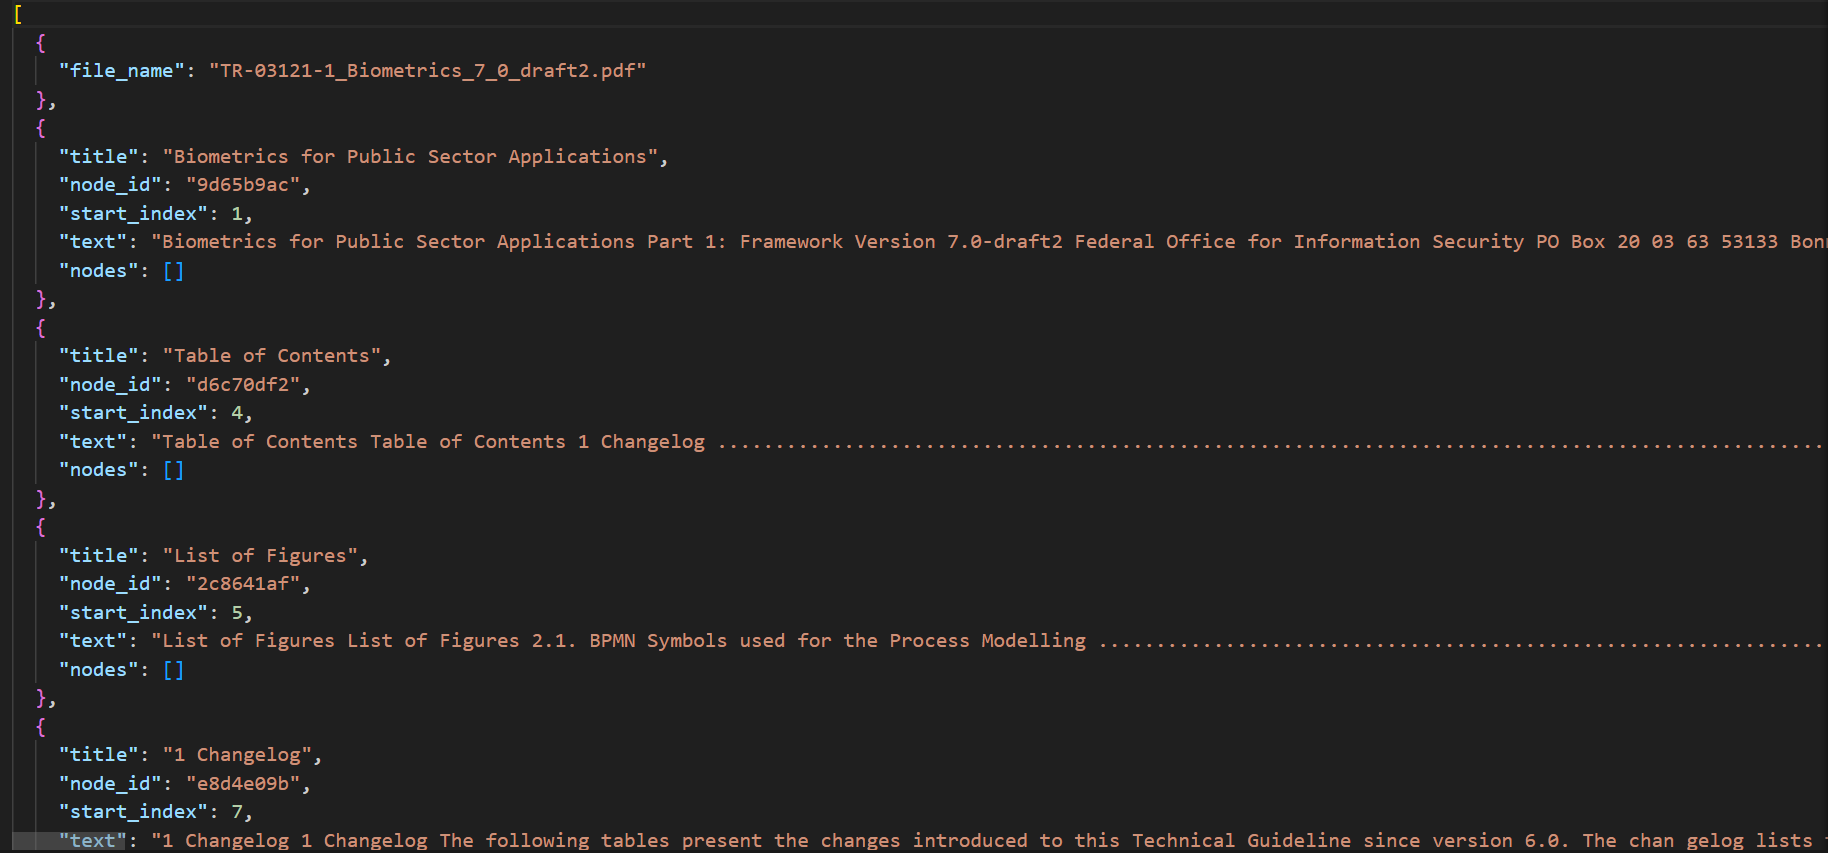 [
{
"file_name": "TR-03121-1_Biometrics_7_0_draft2.pdf"
},
{
"title": "Biometrics for Public Sector Applications",
"node_id": "9d65b9ac",
"start_index": 1,
"text": "Biometrics for Public Sector Applications Part 1: Framework Version 7.0-draft2 Federal Office for Information Security PO Box 20 03 63 53133
"nodes": []
},
{
"title": "Table of Contents",
"node_id": "d6c70df2",
"start_index": 4,
"text": "Table of Contents Table of Contents 1 Changelog ................................................................................................
"nodes": []
},
{
"title": "List of Figures",
"node_id": "2c8641af",
"start_index": 5,
"text": "List of Figures List of Figures 2.1. BPMN Symbols used for the Process Modelling ...............................................................
"nodes": []
},
{
"title": "1 Changelog",
"node_id": "e8d4e09b",
"start_index": 7,
"text": "1 Changelog 1 Changelog The following tables present the changes introduced to this Technical Guideline since version 6.0. The chan gelog lists